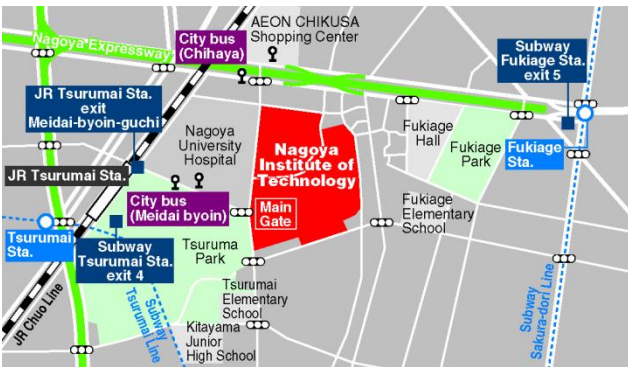 Nagoya Expressway
City bus
(Chihaya)
AEON CHIKUSA
Shopping Center
Subway
Fukiage Sta.
exit 5
JR Tsurumai Sta.
exit
Meidai-byoin-guchi
Nagoya
University
Hospital
Nagoya
Institute of
Technology
Fukiage
Hall
Fukiage
Park
Fukiage
Sta.
JR Tsurumai Sta.
City bus
(Meidai byoin)
Main
Gate
Fukiage
Elementary
School
Tsurumai
Sta.
Subway
Tsurumai Sta.
exit 4
Tsuruma
Park
Tsurumai
Elementary
School
Kitayama
Junior
High School
JR Chuo Line
Subway
Tsurumai Line
Subway
Sakura-dori Line